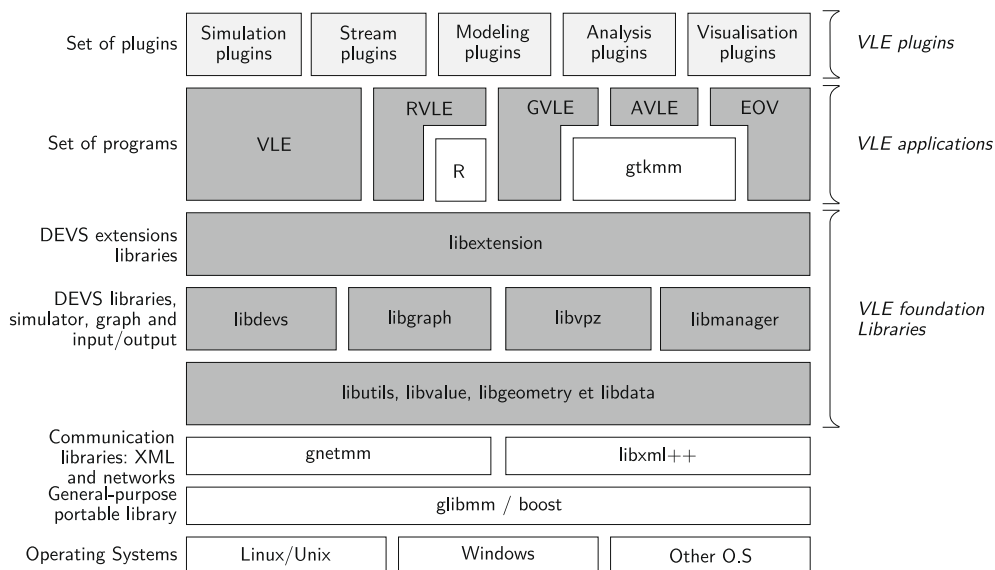 Set of plugins
Simulation
plugins
Stream
plugins
Modeling
plugins
Analysis
plugins
Visualisation
plugins
VLE plugins
Set of programs
VLE
RVLE
R
GVLE
AVLE
EOV
gtkmm
VLE applications
DEVS extensions
libraries
libextension
DEVS libraries,
simulator, graph and
input/output
libdevs
libgraph
libvpz
libmanager
VLE foundation
Libraries
libutils, libvalue, libgeometry et libdata
Communication
libraries: XML
and networks
gnetmm
libxml++
General-purpose
portable library
glibmm / boost
Operating Systems
Linux/Unix
Windows
Other O.S